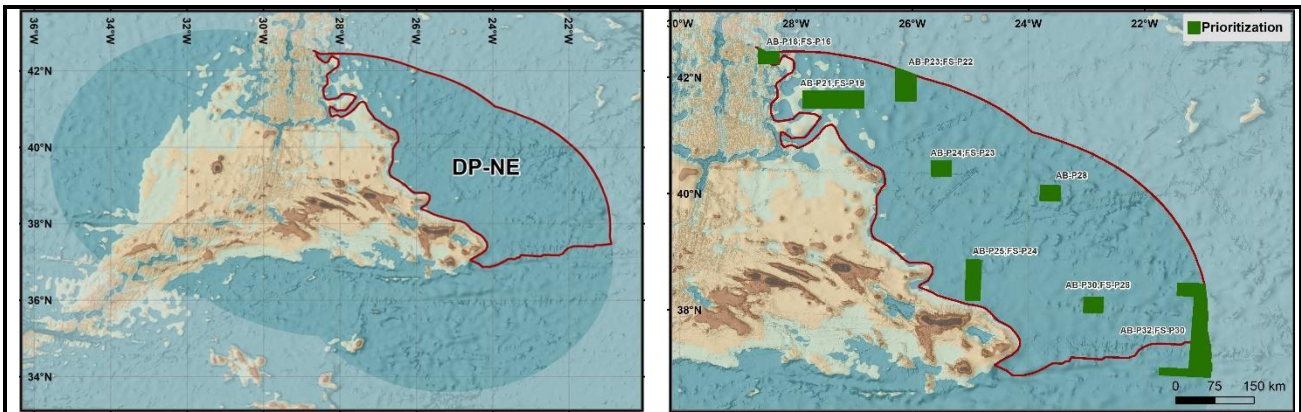 36°W
34°W
32°W
30°W
28°W
26°W
24°W
22°W
42°N
40°N
38°N
36°N
34°N
DP-NE
30°W
28°W
26°W
24°W
22°W
Prioritization
AB-P16;FS-P16
AB-P23;FS-P22
42°N
AB-P21;FS-P19
AB-P24;FS-P23
AB-P28
40°N
AB-P25;FS-P24
AB-P30;FS-P28
38°N
AB-P32;FS-P30
0 75 150 km